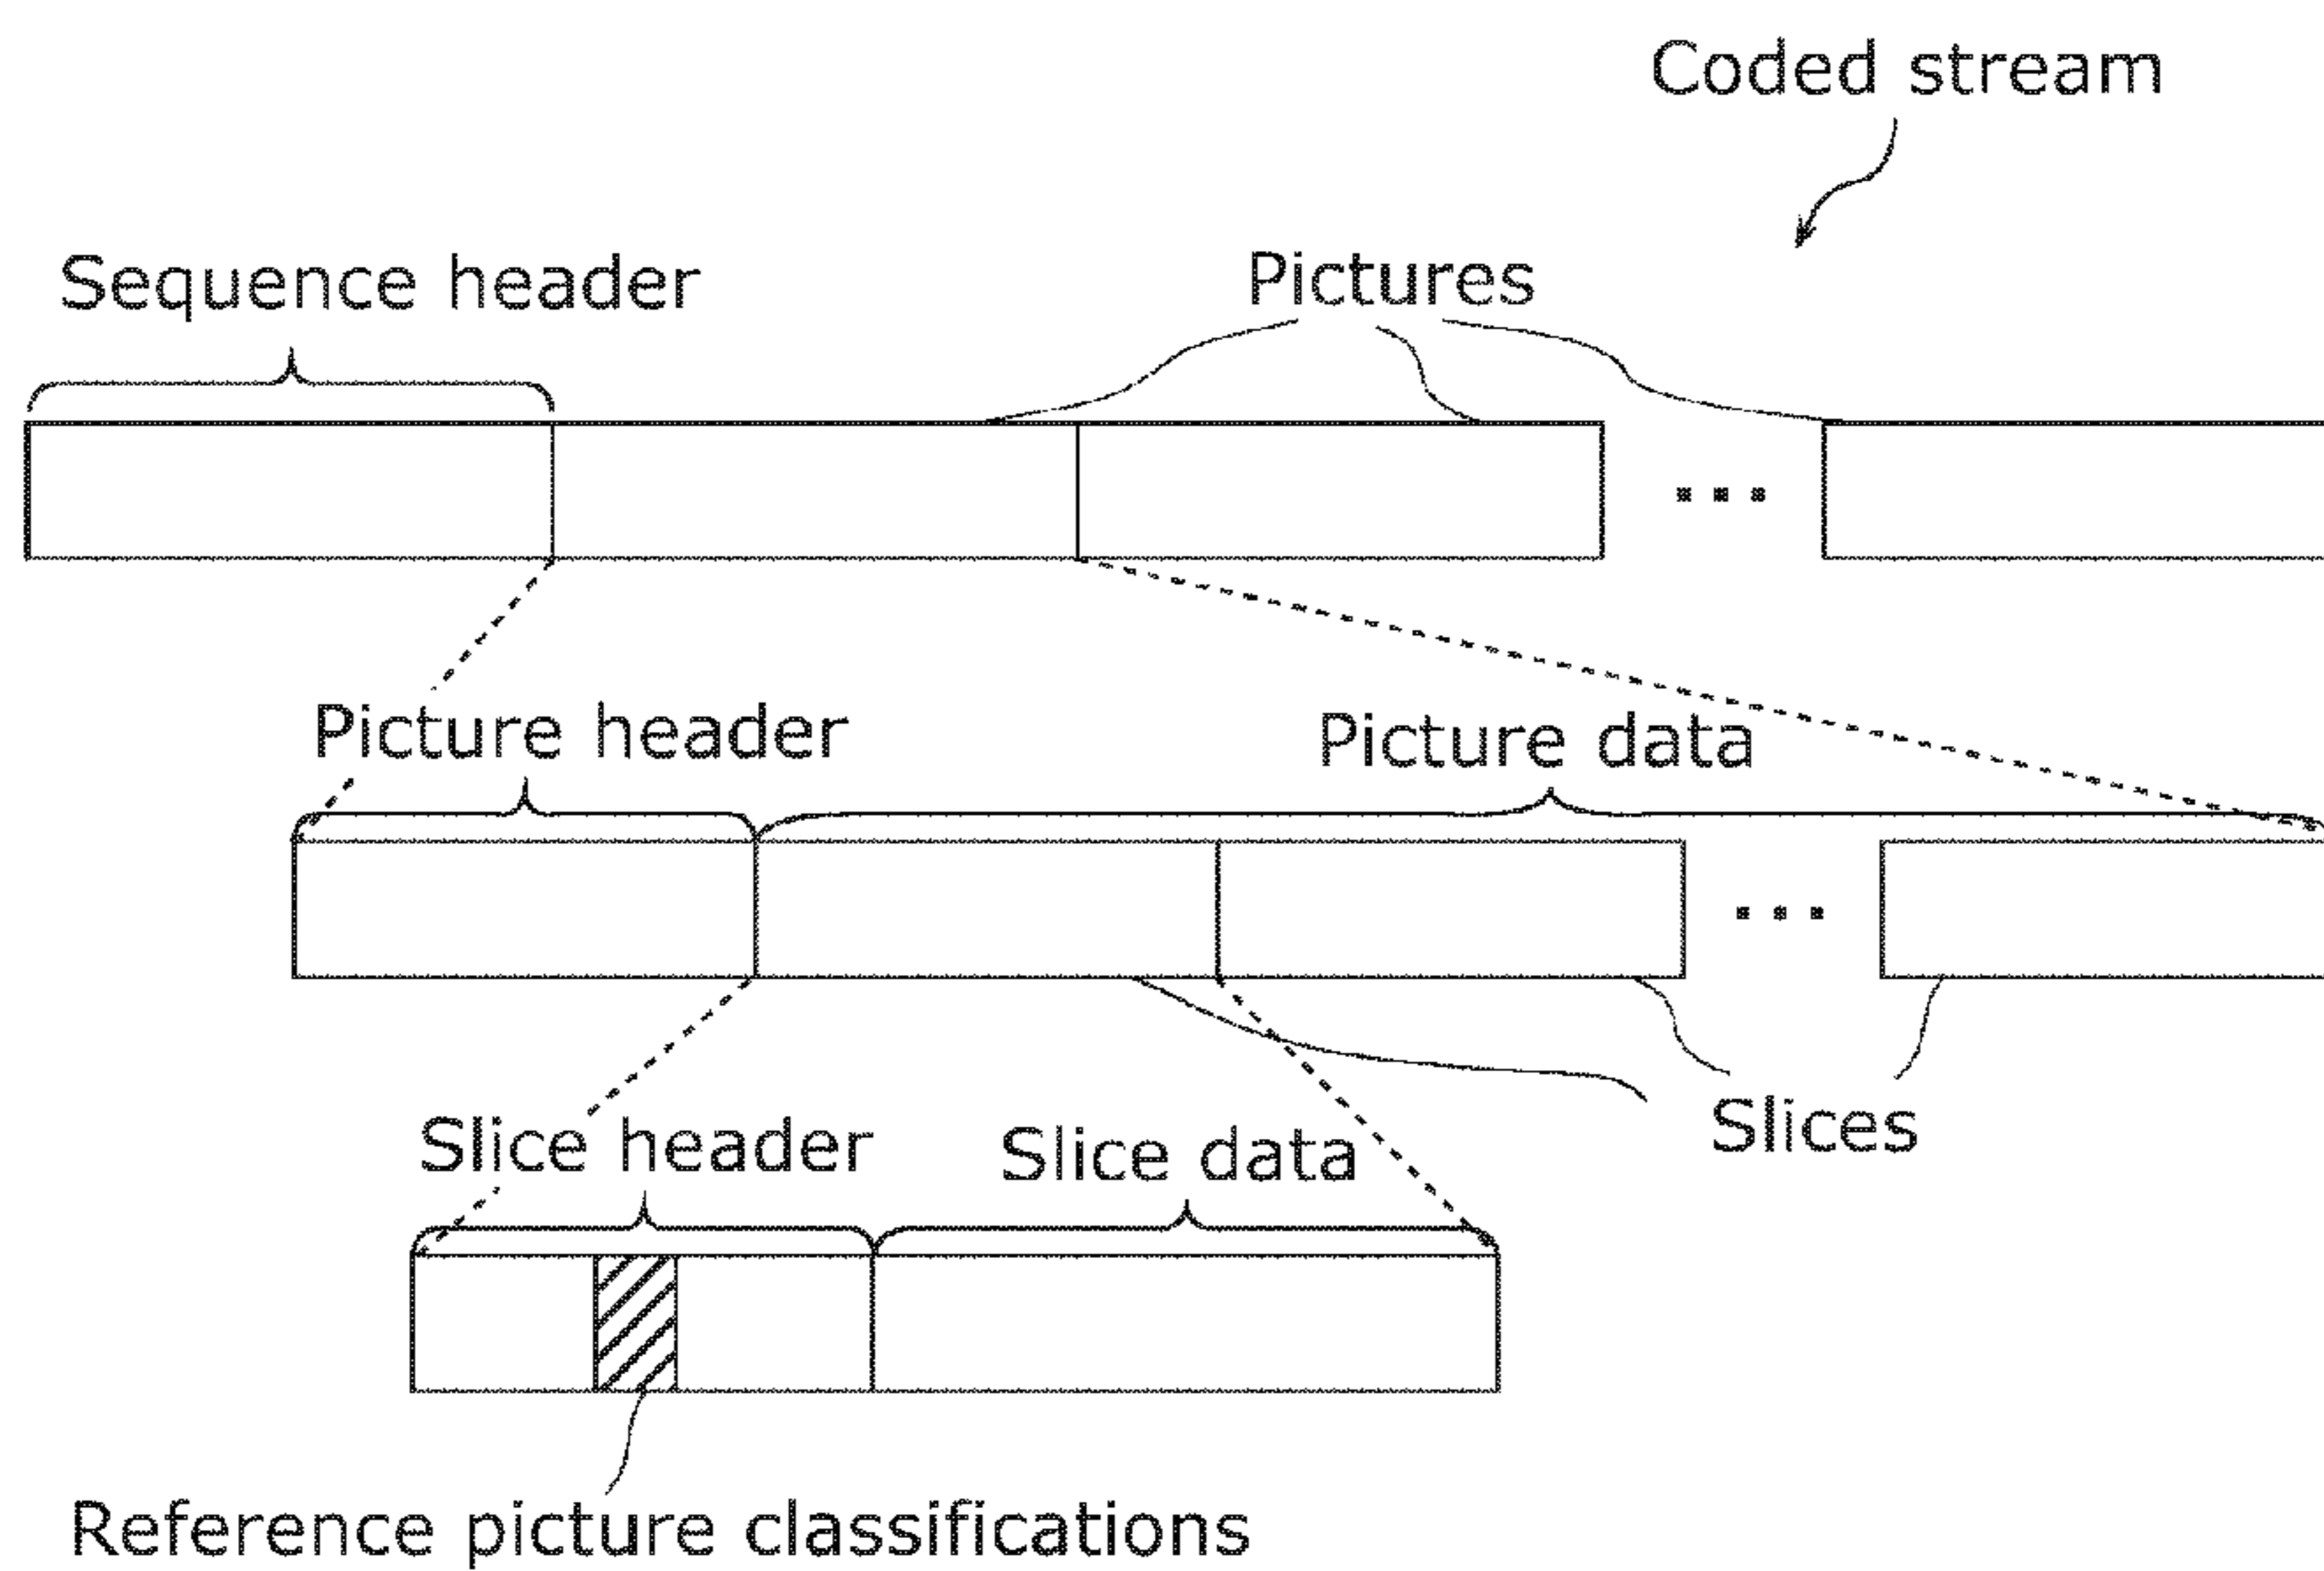 Coded stream
Sequence header
Pictures
Picture header
Picture data
Slice header
Slice data
Slices
Reference picture classifications